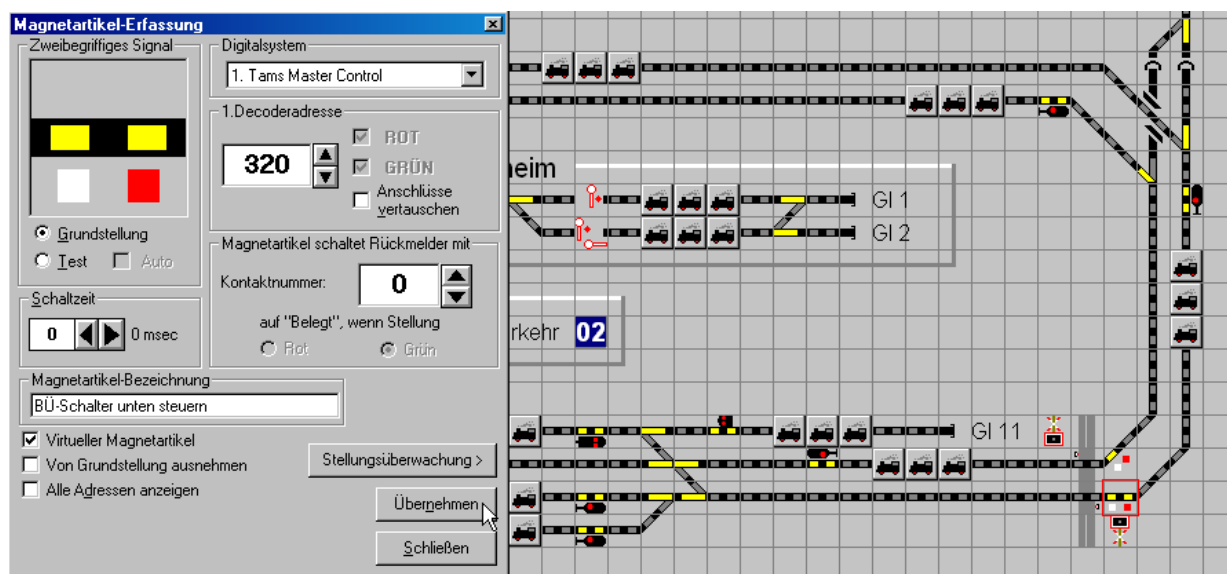 Magnetartikel-Erfassung
Zweibegriffiges Signal
Grundstellung
Test
Auto
Schaltzeit
0
0 msec
Digitalsystem
1. Tams Master Control
1.Decoderadresse
320
ROT
GRÜN
Anschlüsse
vertauschen
Magnetartikel schaltet Rückmelder mit
Kontaktnummer:
0
auf "Belegt", wenn Stellung
Rot
Grün
Magnetartikel-Bezeichnung
BÜ-Schalter unten steuern
Virtueller Magnetartikel
Von Grundstellung ausnehmen
Alle Adressen anzeigen
Stellungsüberwachung >
Übernehmen
Schließen
heim
Gl 1
Gl 2
rkehr 02
Gl 11